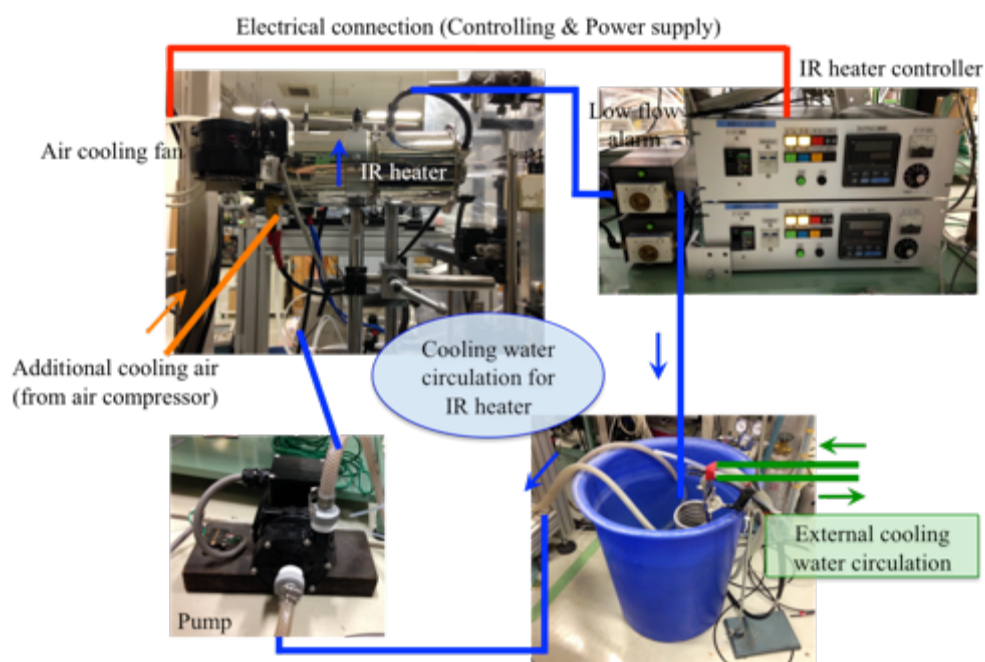 Electrical connection (Controlling & Power supply)
IR heater controller
Low flow
alarm
Air cooling fan
IR heater
Additional cooling air
(from air compressor)
Cooling water
circulation for
IR heater
External cooling
water circulation
Pump